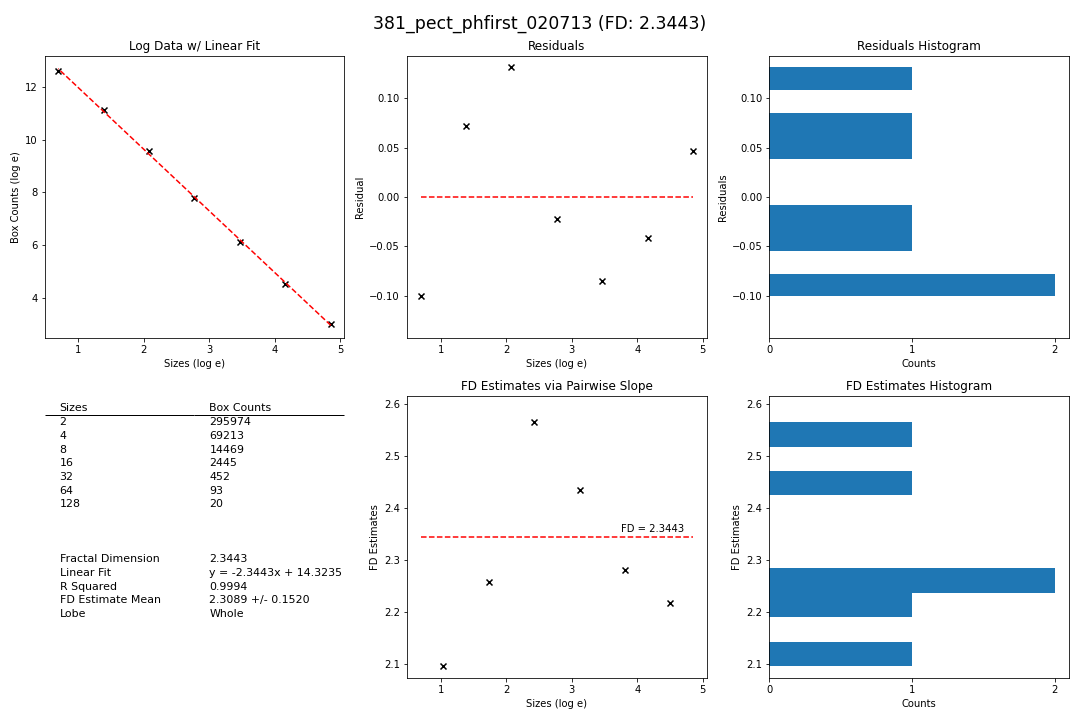 381_pect_phfirst_020713 (FD: 2.3443)
Log Data w/ Linear Fit
Box Counts (log e)
12
10
8
6
4
1 2 3 4 5
Sizes (log e)
Residuals
Residual
0.10
0.05
0.00
−0.05
−0.10
1 2 3 4 5
Sizes (log e)
Residuals Histogram
Residuals
0.10
0.05
0.00
−0.05
−0.10
0 1 2
Counts
Sizes Box Counts
2 295974
4 69213
8 14469
16 2445
32 452
64 93
128 20
Fractal Dimension 2.3443
Linear Fit y = -2.3443x + 14.3235
R Squared 0.9994
FD Estimate Mean 2.3089 +/- 0.1520
Lobe Whole
FD Estimates via Pairwise Slope
FD Estimates
2.6
2.5
2.4
2.3
2.2
2.1
FD = 2.3443
1 2 3 4 5
Sizes (log e)
FD Estimates Histogram
FD Estimates
2.6
2.5
2.4
2.3
2.2
2.1
0 1 2
Counts